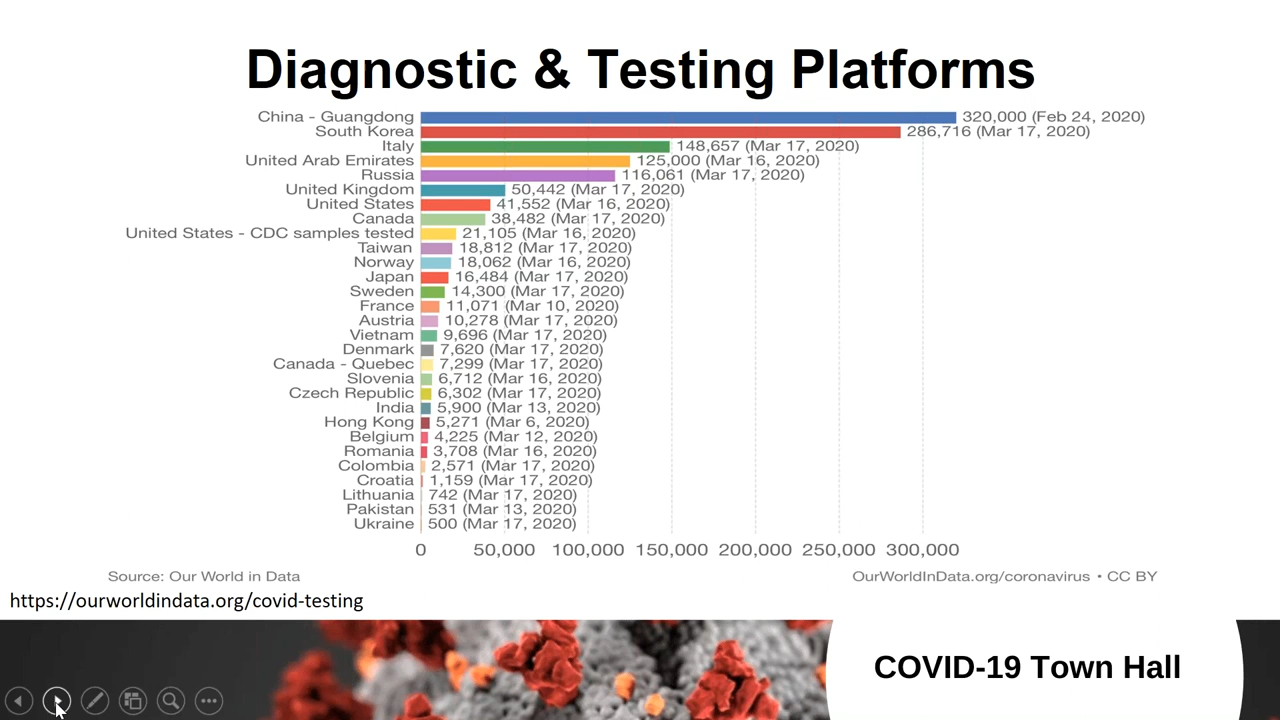 Diagnostic & Testing Platforms
China - Guangdong 320,000 (Feb 24, 2020)
South Korea 286,716 (Mar 17, 2020)
Italy 148,657 (Mar 17, 2020)
United Arab Emirates 125,000 (Mar 16, 2020)
Russia 116,061 (Mar 17, 2020)
United Kingdom 50,442 (Mar 17, 2020)
United States 41,552 (Mar 16, 2020)
Canada 38,482 (Mar 17, 2020)
United States - CDC samples tested 21,105 (Mar 16, 2020)
Taiwan 18,812 (Mar 17, 2020)
Norway 18,062 (Mar 16, 2020)
Japan 16,484 (Mar 17, 2020)
Sweden 14,300 (Mar 17, 2020)
France 11,071 (Mar 10, 2020)
Austria 10,278 (Mar 17, 2020)
Vietnam 9,696 (Mar 17, 2020)
Denmark 7,620 (Mar 17, 2020)
Canada - Quebec 7,299 (Mar 17, 2020)
Slovenia 6,712 (Mar 16, 2020)
Czech Republic 6,302 (Mar 17, 2020)
India 5,900 (Mar 13, 2020)
Hong Kong 5,271 (Mar 6, 2020)
Belgium 4,225 (Mar 12, 2020)
Romania 3,708 (Mar 16, 2020)
Colombia 2,571 (Mar 17, 2020)
Croatia 1,159 (Mar 17, 2020)
Lithuania 742 (Mar 17, 2020)
Pakistan 531 (Mar 13, 2020)
Ukraine 500 (Mar 17, 2020)
0 50,000 100,000 150,000 200,000 250,000 300,000
Source: Our World in Data OurWorldInData.org/coronavirus • CC BY
https://ourworldindata.org/covid-testing
COVID-19 Town Hall